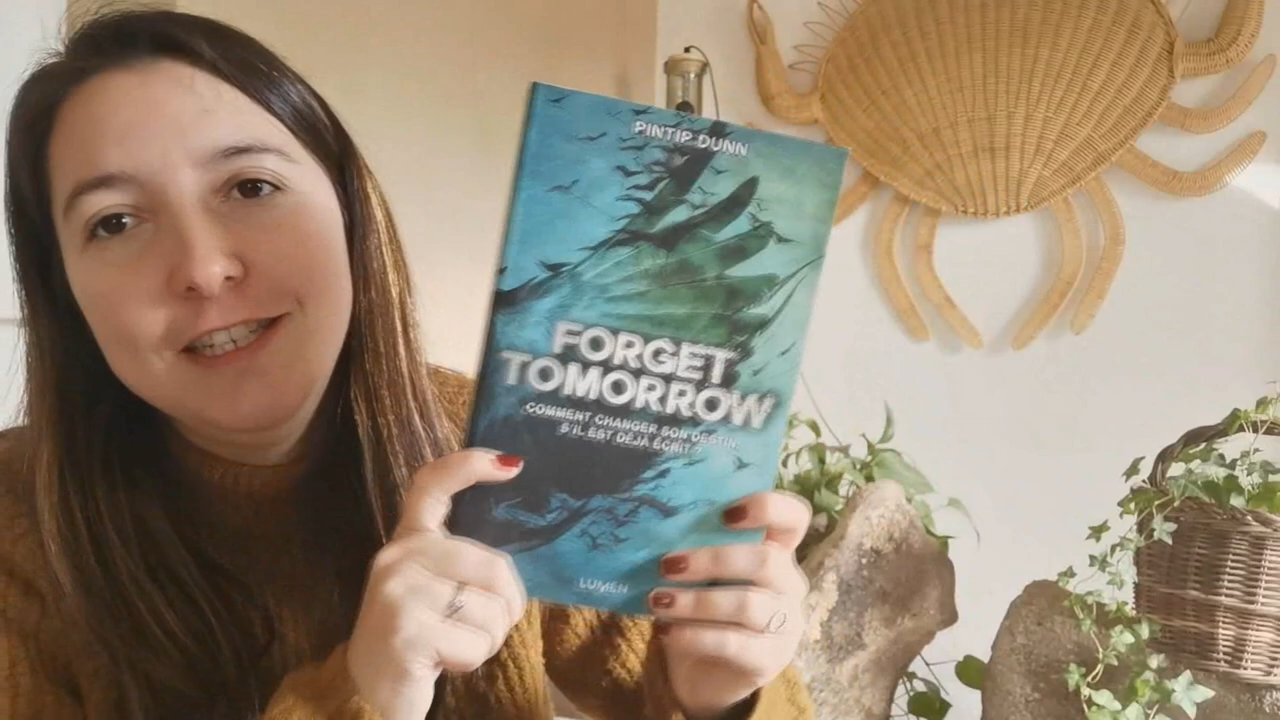 PINTIP DUNN
FORGET
TOMORROW
COMMENT CHANGER SON DESTIN,
S'IL EST DÉJÀ ÉCRIT ?
LUMEN